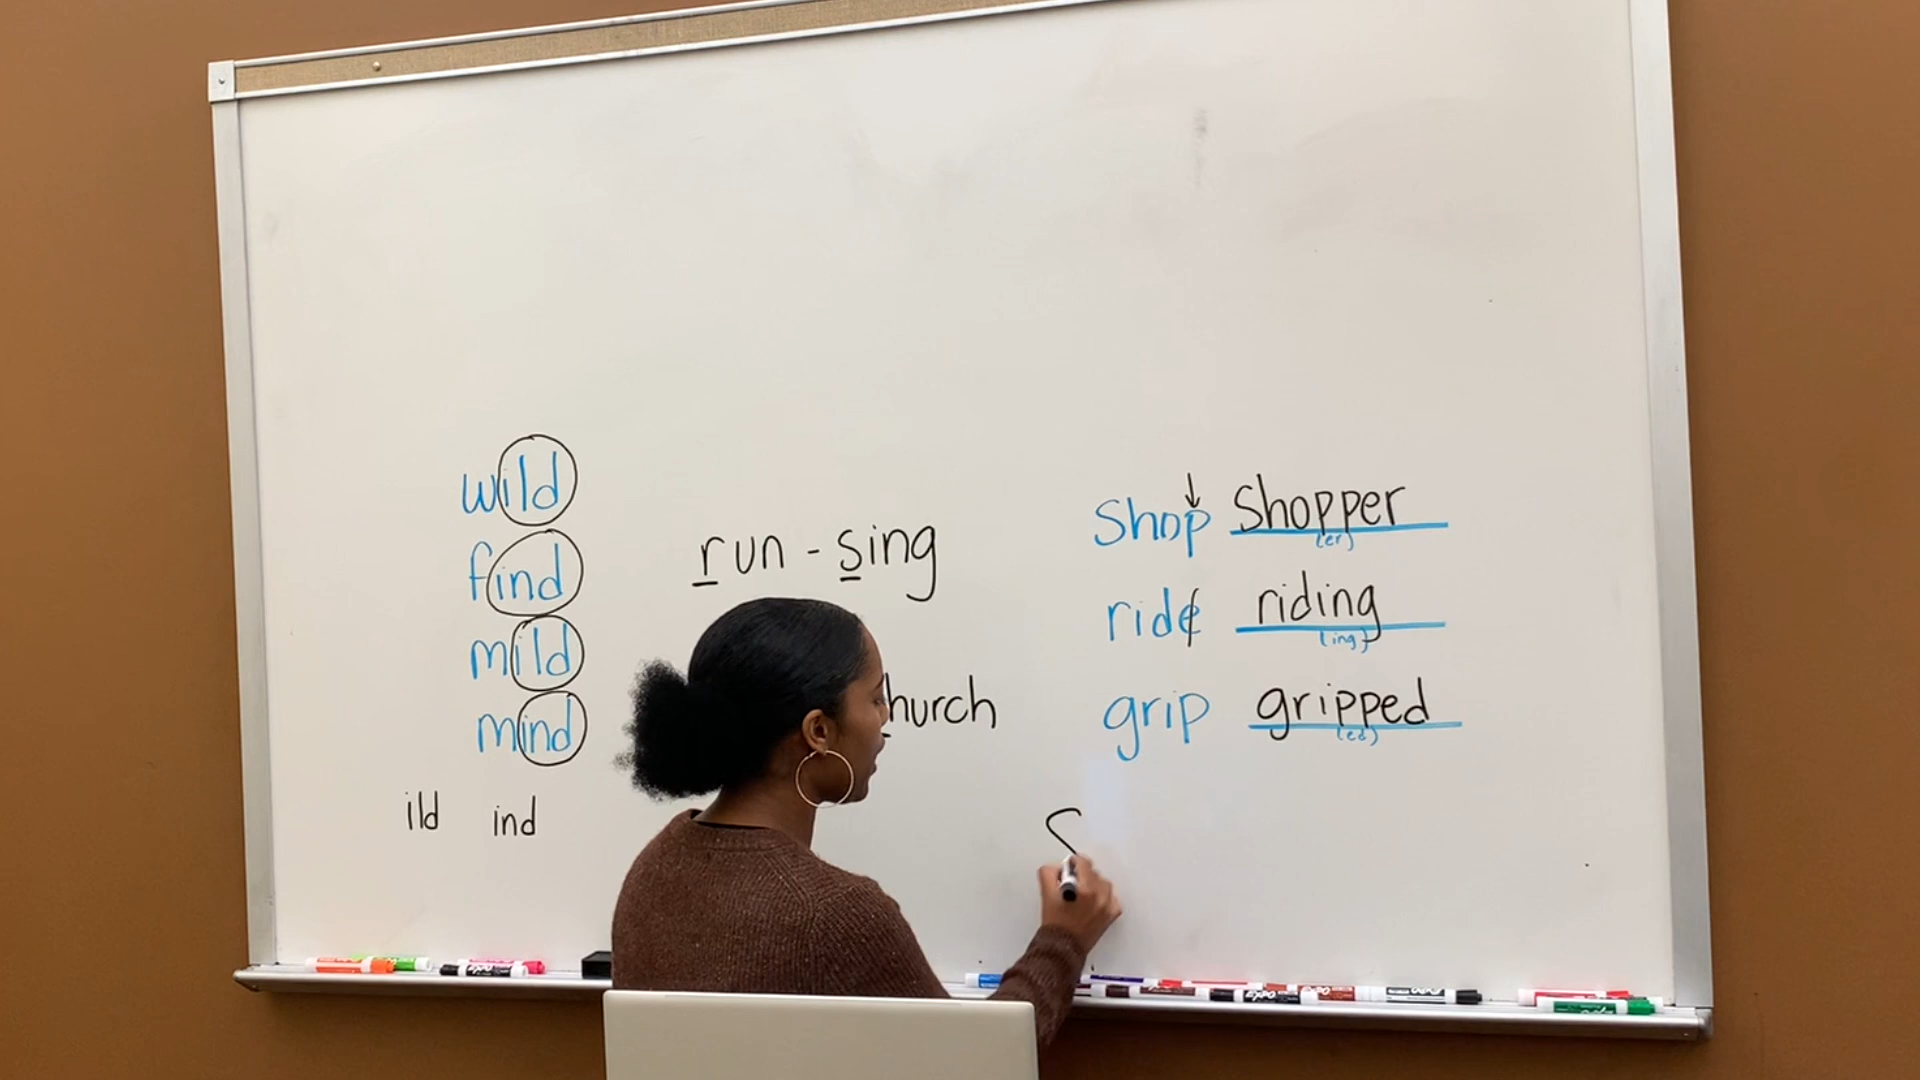 wild
find
mild
mind
ild ind
run - sing
hurch
Shop Shopper
(er)
ride riding
(ing)
grip gripped
(ed)
S